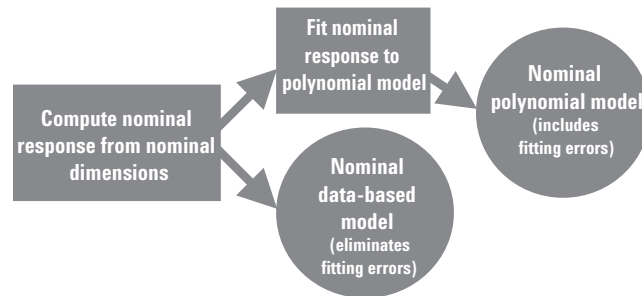 Compute nominal
response from nominal
dimensions
Fit nominal
response to
polynomial model
Nominal
polynomial model
(includes
fitting errors)
Nominal
data-based
model
(eliminates
fitting errors)